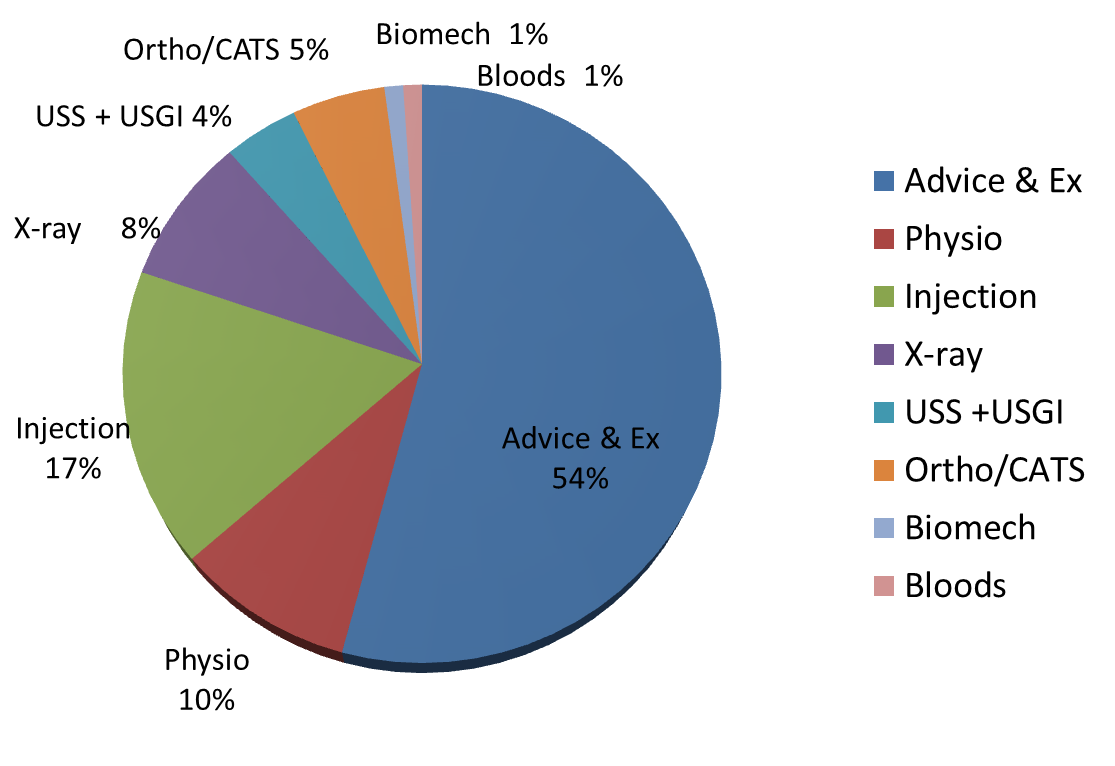 Biomech 1%
Ortho/CATS 5%
Bloods 1%
USS + USGI 4%
X-ray 8%
Injection
17%
Advice & Ex
54%
Physio
10%
Advice & Ex
Physio
Injection
X-ray
USS +USGI
Ortho/CATS
Biomech
Bloods